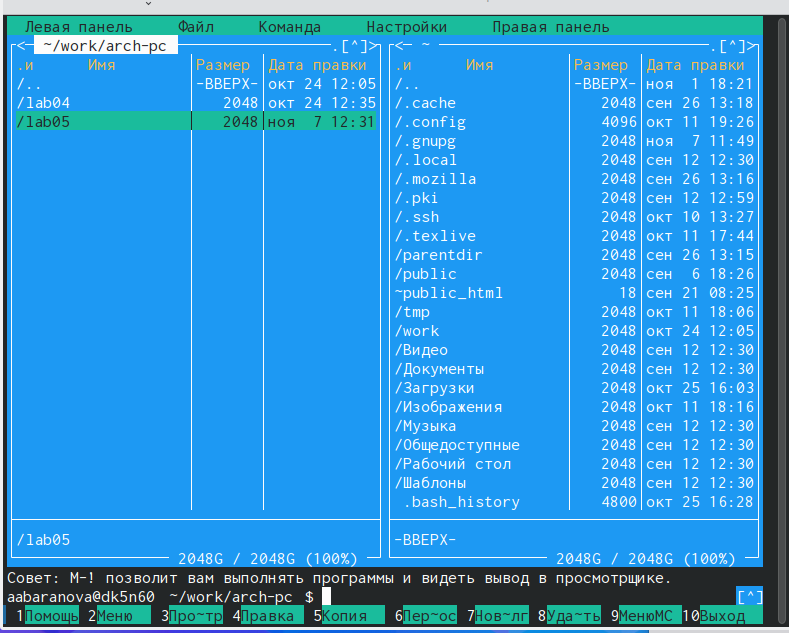 Левая панель Файл Команда Настройки Правая панель
<─ ~/work/arch-pc .[^]> <─ ~ .[^]>
.и Имя Размер Дата правки .и Имя Размер Дата правки
/.. -ВВЕРХ- окт 24 12:05 /.. -ВВЕРХ- ноя 1 18:21
/lab04 2048 окт 24 12:35 /.cache 2048 сен 26 13:18
/lab05 2048 ноя 7 12:31 /.config 4096 окт 11 19:26
/.gnupg 2048 ноя 7 11:49
/.local 2048 сен 12 12:30
/.mozilla 2048 сен 26 13:16
/.pki 2048 сен 12 12:59
/.ssh 2048 окт 10 13:27
/.texlive 2048 окт 11 17:44
/parentdir 2048 сен 26 13:15
/public 2048 сен 6 18:26
~public_html 18 сен 21 08:25
/tmp 2048 окт 11 18:06
/work 2048 окт 24 12:05
/Видео 2048 сен 12 12:30
/Документы 2048 сен 12 12:30
/Загрузки 2048 окт 25 16:03
/Изображения 2048 окт 11 18:16
/Музыка 2048 сен 12 12:30
/Общедоступные 2048 сен 12 12:30
/Рабочий стол 2048 сен 12 12:30
/Шаблоны 2048 сен 12 12:30
.bash_history 4800 окт 25 16:28
/lab05 -ВВЕРХ-
2048G / 2048G (100%) 2048G / 2048G (100%)
Совет: M-! позволит вам выполнять программы и видеть вывод в просмотрщике.
aabaranova@dk5n60 ~/work/arch-pc $ [^]
1Помощь 2Меню 3Про~тр 4Правка 5Копия 6Пер~ос 7Нов~лг 8Уда~ть 9МенюMC 10Выход